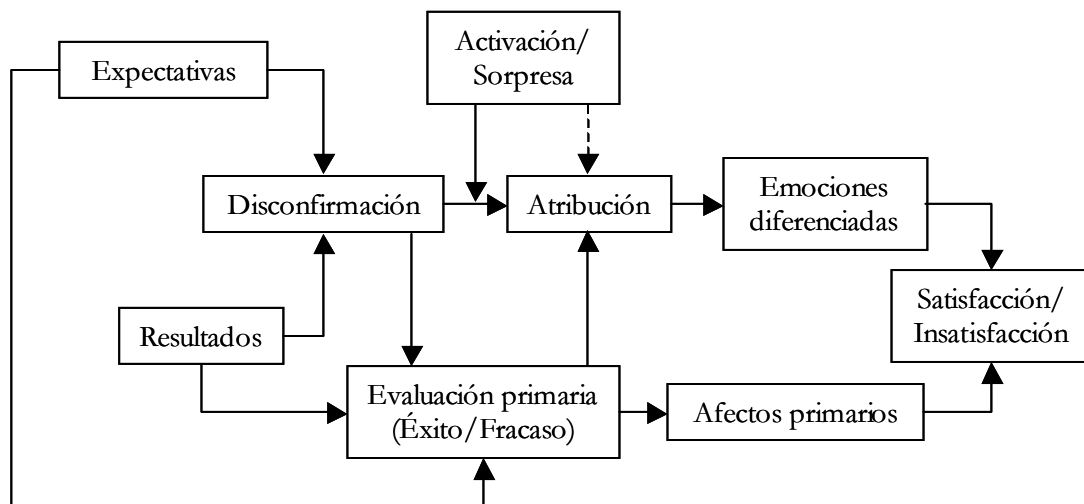 Activación/
Sorpresa
Expectativas
Disconfirmación
Atribución
Emociones
diferenciadas
Resultados
Satisfacción/
Insatisfacción
Evaluación primaria
(Éxito/Fracaso)
Afectos primarios